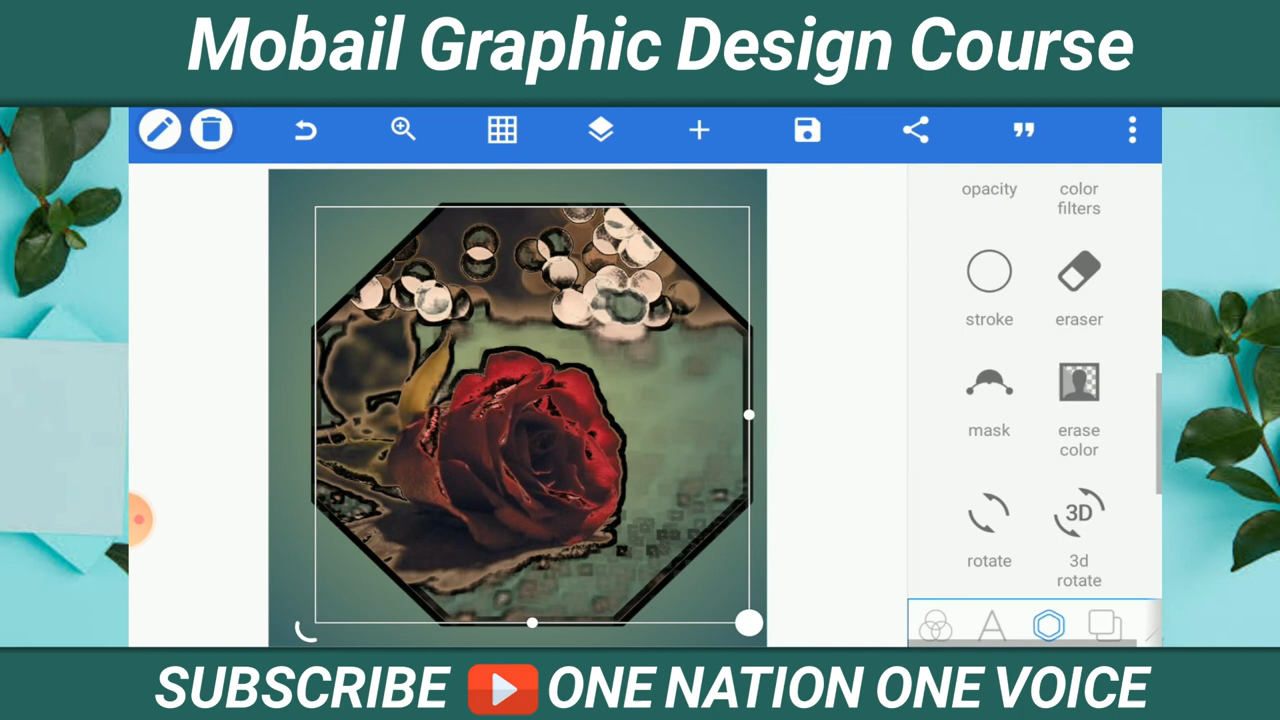 Mobail Graphic Design Course
opacity
color
filters
stroke
eraser
mask
erase
color
rotate
3D
3d
rotate
SUBSCRIBE ONE NATION ONE VOICE